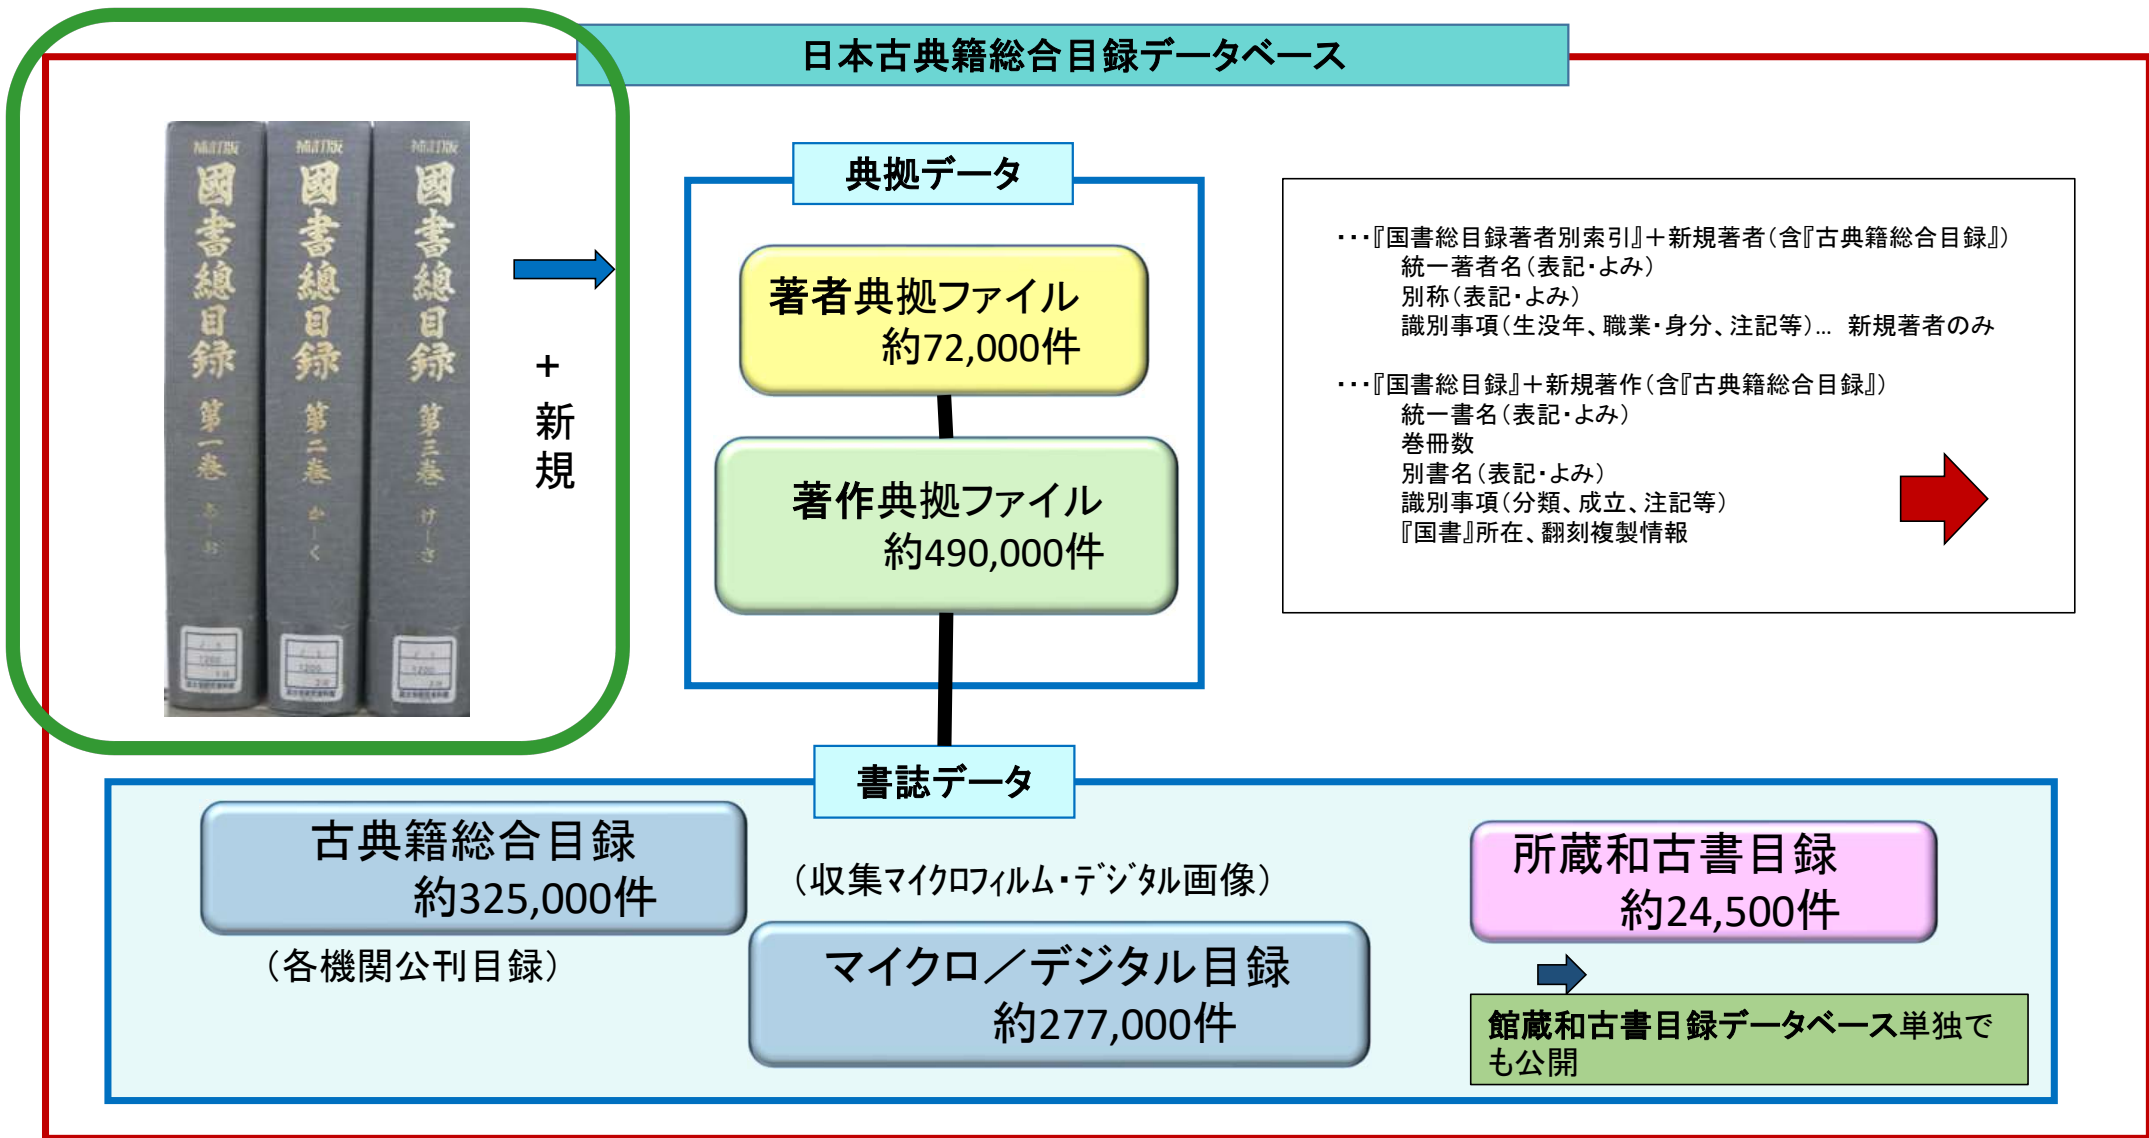 日本古典籍総合目録データベース
補訂版
國書總目録
第一巻
あ―お
補訂版
國書總目録
第二巻
か―く
補訂版
國書總目録
第三巻
け―さ
1200
1200
1200
+
新規
典拠データ
著者典拠ファイル
約72,000件
著作典拠ファイル
約490,000件
・・・『国書総目録著者別索引』＋新規著者（含『古典籍総合目録』）
統一著者名（表記・よみ）
別称（表記・よみ）
識別事項（生没年、職業・身分、注記等）... 新規著者のみ
・・・『国書総目録』＋新規著作（含『古典籍総合目録』）
統一書名（表記・よみ）
巻冊数
別書名（表記・よみ）
識別事項（分類、成立、注記等）
『国書』所在、翻刻複製情報
書誌データ
古典籍総合目録
約325,000件
（各機関公刊目録）
（収集マイクロフィルム・デジタル画像）
マイクロ／デジタル目録
約277,000件
所蔵和古書目録
約24,500件
館蔵和古書目録データベース単独で
も公開